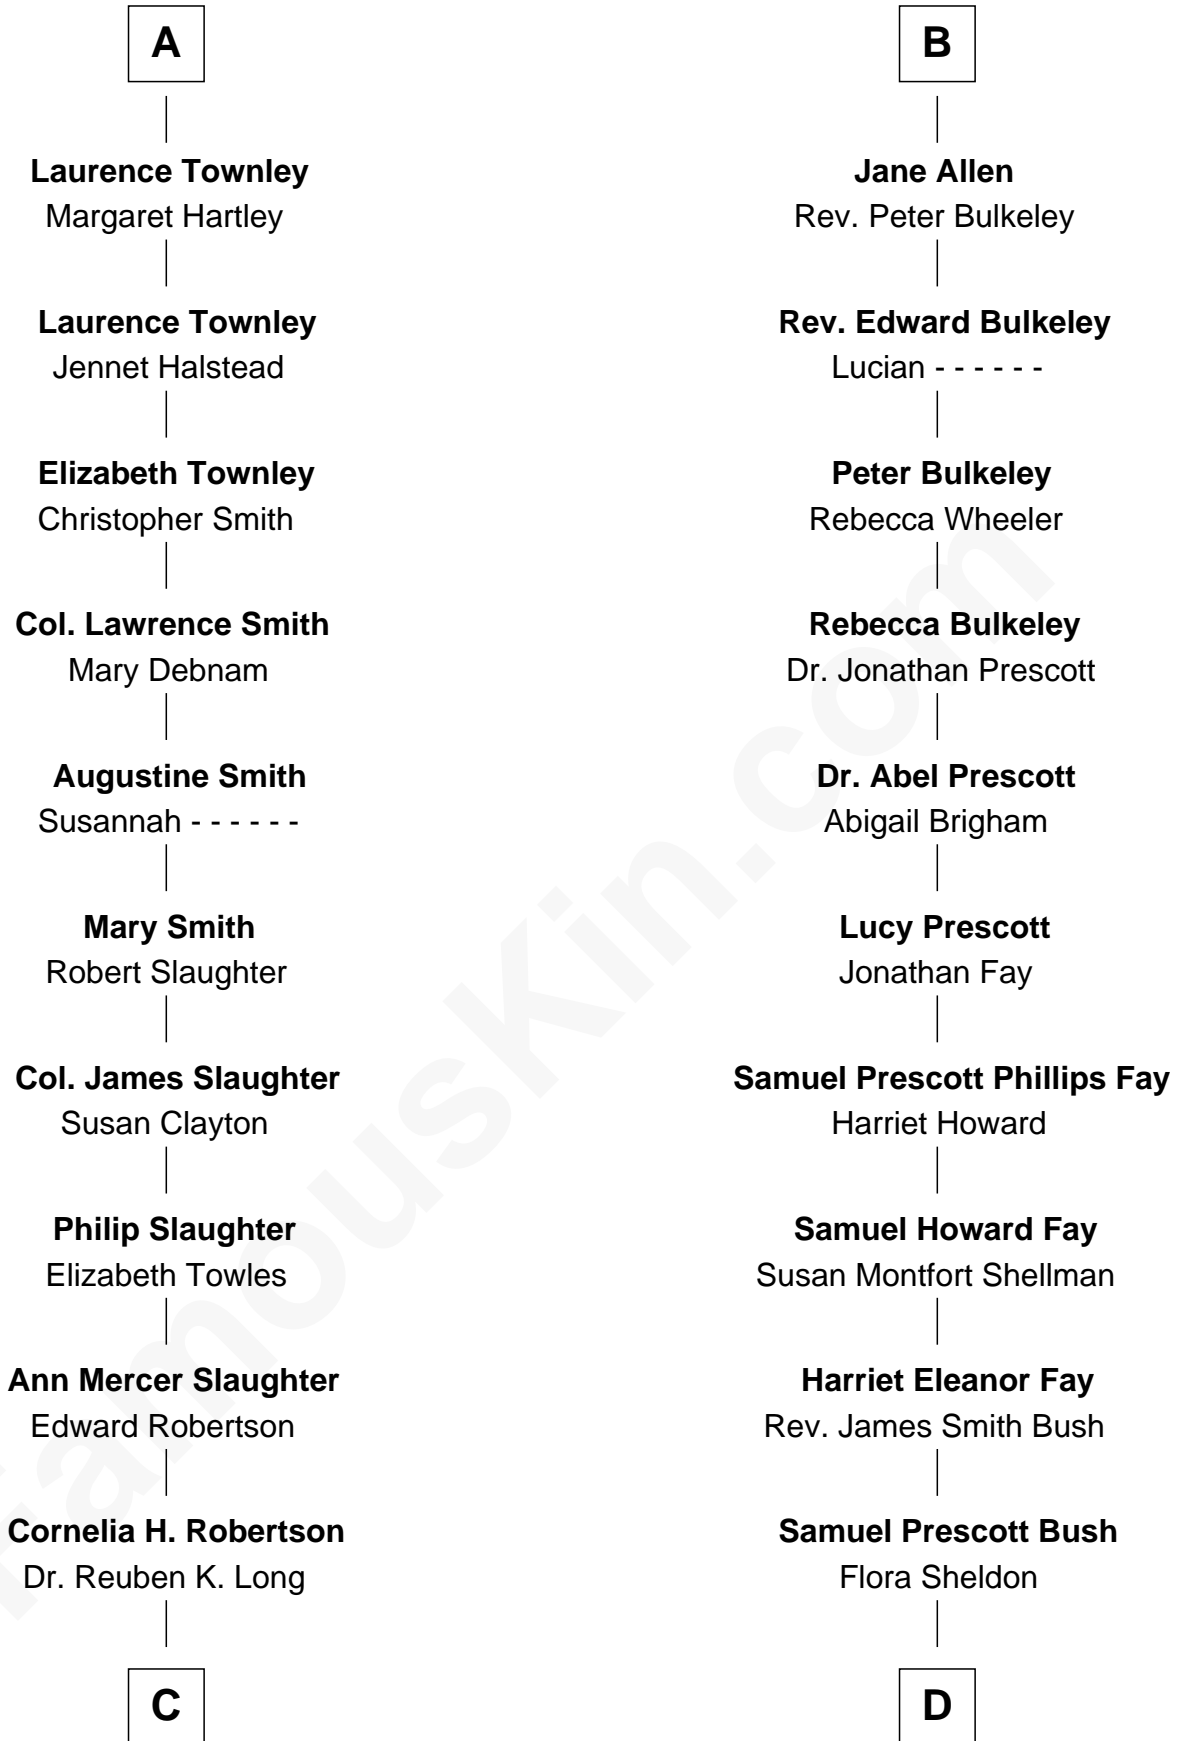 A
Laurence Townley
Margaret Hartley
Laurence Townley
Jennet Halstead
Elizabeth Townley
Christopher Smith
Col. Lawrence Smith
Mary Debnam
Augustine Smith
Susannah - - - - - -
Mary Smith
Robert Slaughter
Col. James Slaughter
Susan Clayton
Philip Slaughter
Elizabeth Towles
Ann Mercer Slaughter
Edward Robertson
Cornelia H. Robertson
Dr. Reuben K. Long
C
B
Jane Allen
Rev. Peter Bulkeley
Rev. Edward Bulkeley
Lucian - - - - - -
Peter Bulkeley
Rebecca Wheeler
Rebecca Bulkeley
Dr. Jonathan Prescott
Dr. Abel Prescott
Abigail Brigham
Lucy Prescott
Jonathan Fay
Samuel Prescott Phillips Fay
Harriet Howard
Samuel Howard Fay
Susan Montfort Shellman
Harriet Eleanor Fay
Rev. James Smith Bush
Samuel Prescott Bush
Flora Sheldon
D
FamousKin.com